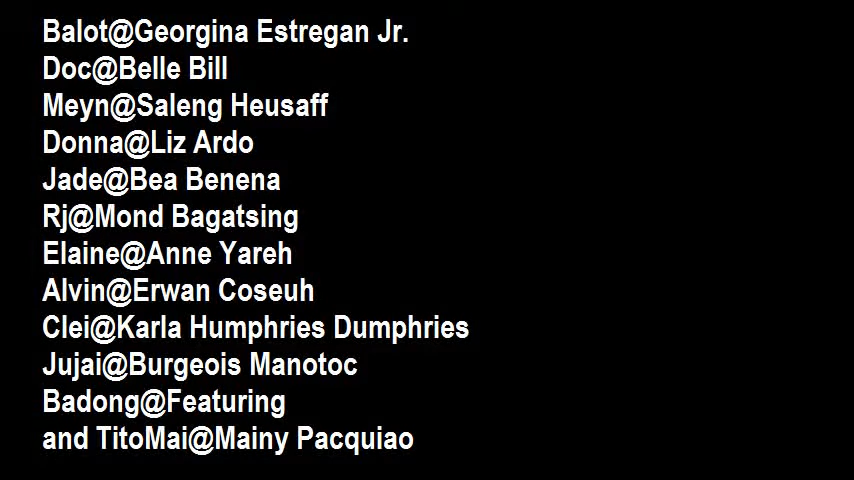 Balot@Georgina Estregan Jr.
Doc@Belle Bill
Meyn@Saleng Heusaff
Donna@Liz Ardo
Jade@Bea Benena
Rj@Mond Bagatsing
Elaine@Anne Yareh
Alvin@Erwan Coseuh
Clei@Karla Humphries Dumphries
Jujai@Burgeois Manotoc
Badong@Featuring
and TitoMai@Mainy Pacquiao